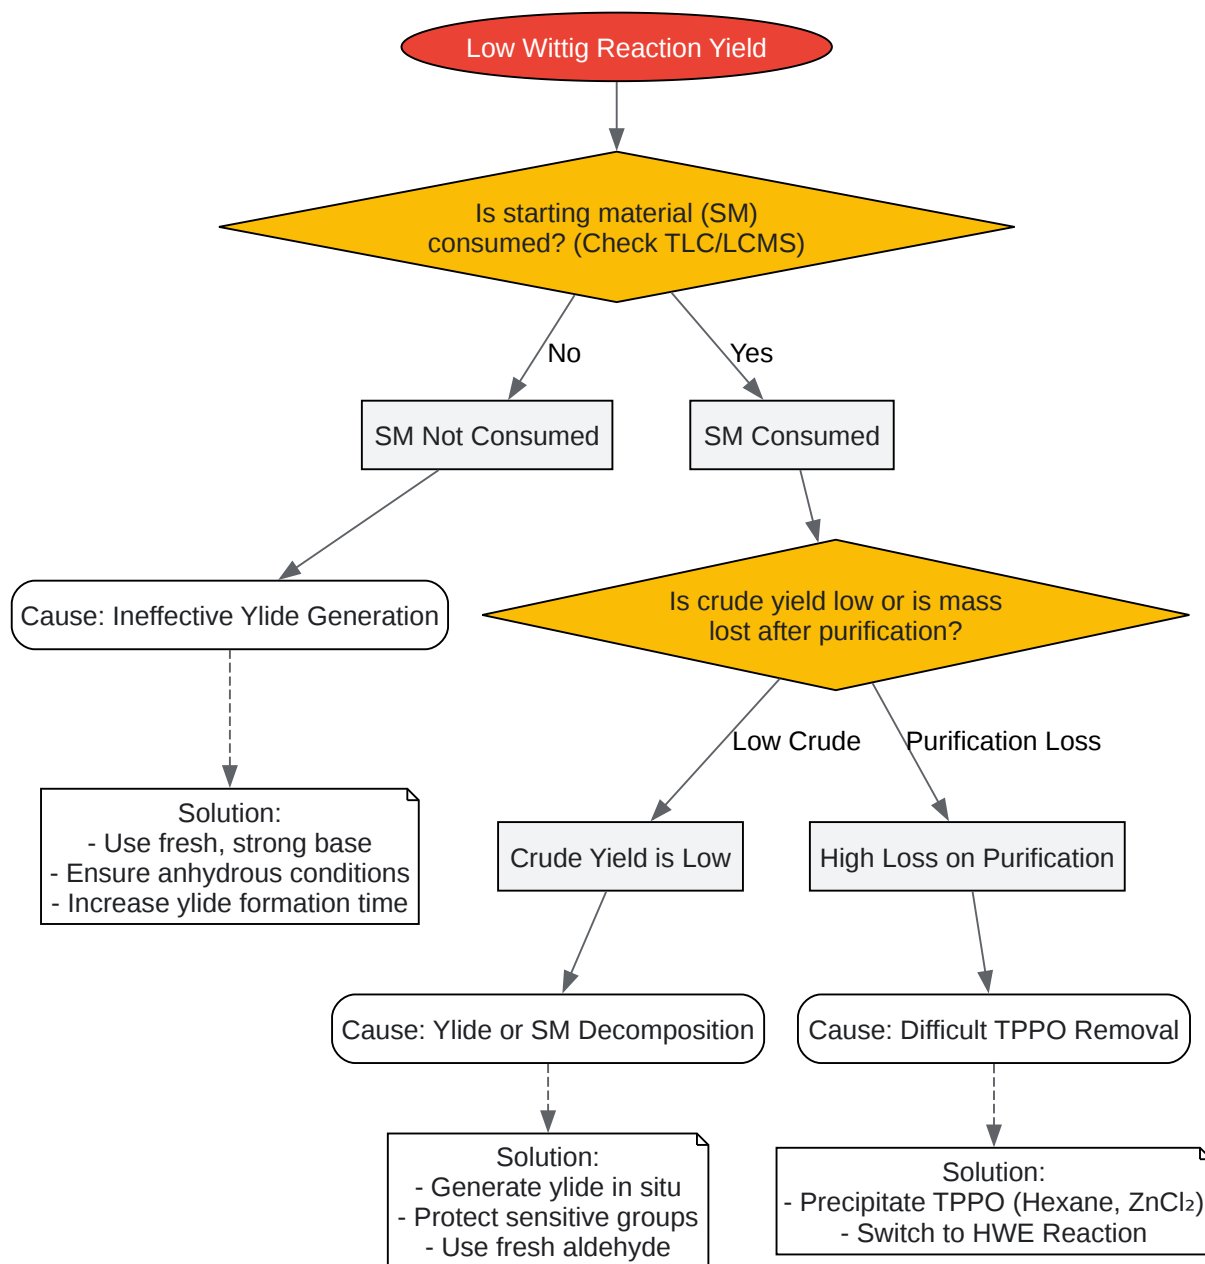 Low Wittig Reaction Yield
Is starting material (SM)
consumed? (Check TLC/LCMS)
No
Yes
SM Not Consumed
SM Consumed
Cause: Ineffective Ylide Generation
Is crude yield low or is mass
lost after purification?
Solution:
- Use fresh, strong base
- Ensure anhydrous conditions
- Increase ylide formation time
Low Crude
Purification Loss
Crude Yield is Low
High Loss on Purification
Cause: Ylide or SM Decomposition
Cause: Difficult TPPO Removal
Solution:
- Generate ylide in situ
- Protect sensitive groups
- Use fresh aldehyde
Solution:
- Precipitate TPPO (Hexane, ZnCl₂)
- Switch to HWE Reaction